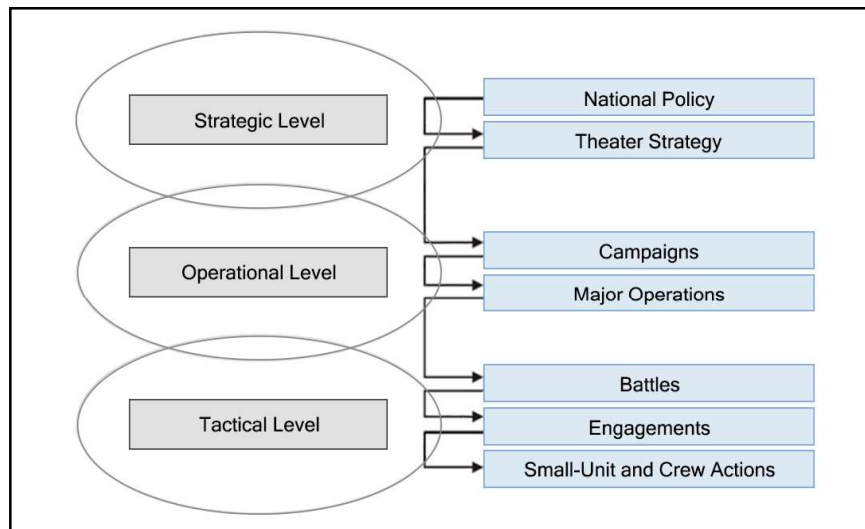 Strategic Level
National Policy
Theater Strategy
Operational Level
Campaigns
Major Operations
Tactical Level
Battles
Engagements
Small-Unit and Crew Actions